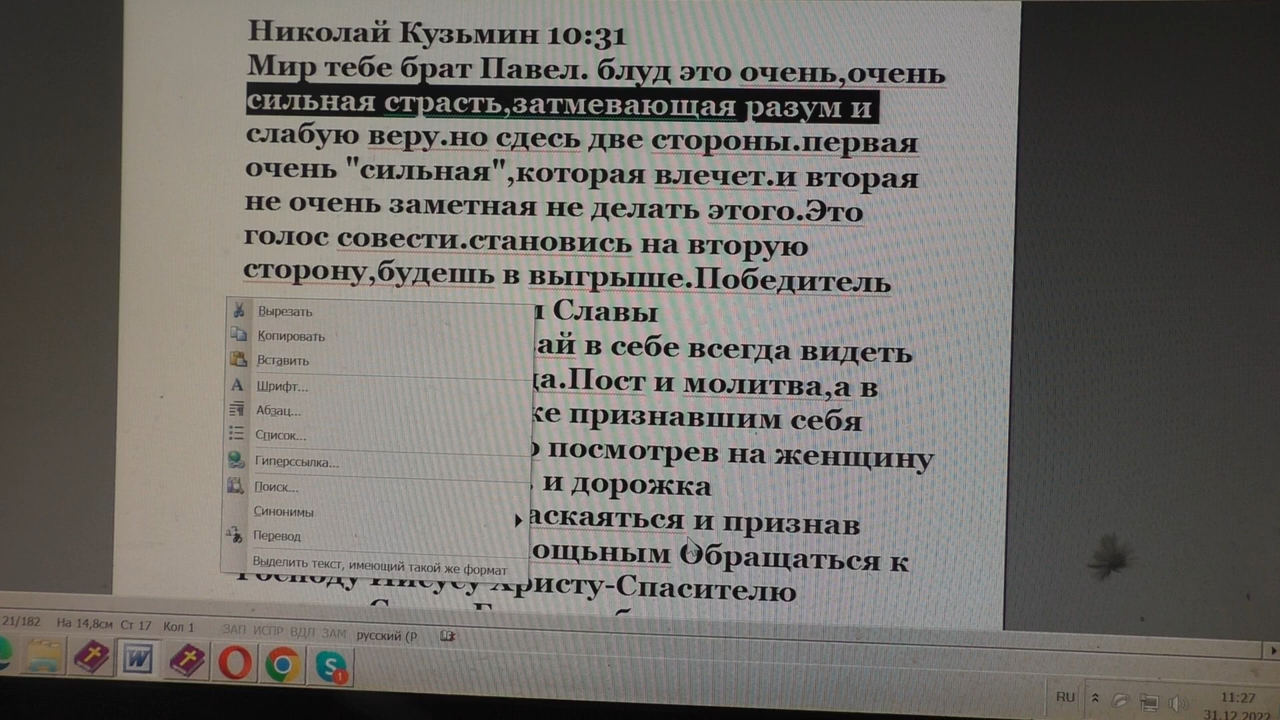 Николай Кузьмин 10:31
Мир тебе брат Павел. блуд это очень,очень
сильная страсть,затмевающая разум и
слабую веру.но сдесь две стороны.первая
очень "сильная",которая влечет.и вторая
не очень заметная не делать этого.Это
голос совести.становись на вторую
сторону,будешь в выгрыше.Победитель
Славы
ай в себе всегда видеть
да.Пост и молитва,а в
же признавшим себя
посмотрев на женщину
и дорожка
аскаяться и признав
ощьным Обращаться к
Господу Иисусу Христу-Спасителю
Вырезать
Копировать
Вставить
Шрифт...
Абзац...
Список...
Гиперссылка...
Поиск...
Синонимы
Перевод
Выделить текст, имеющий такой же формат
21/182 На 14,8см Ст 17 Кол 1 ЗАП ИСПР ВДЛ ЗАМ русский (Р
RU 11:27
31.12.2022